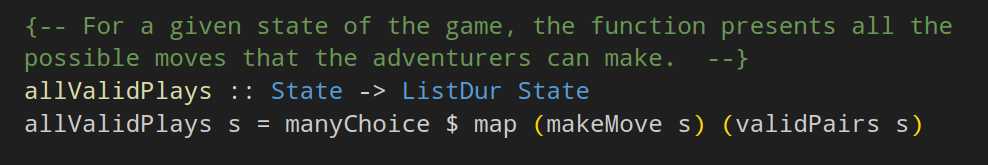 {-- For a given state of the game, the function presents all the
possible moves that the adventurers can make.  --}
allValidPlays :: State -> ListDur State
allValidPlays s = manyChoice $ map (makeMove s) (validPairs s)